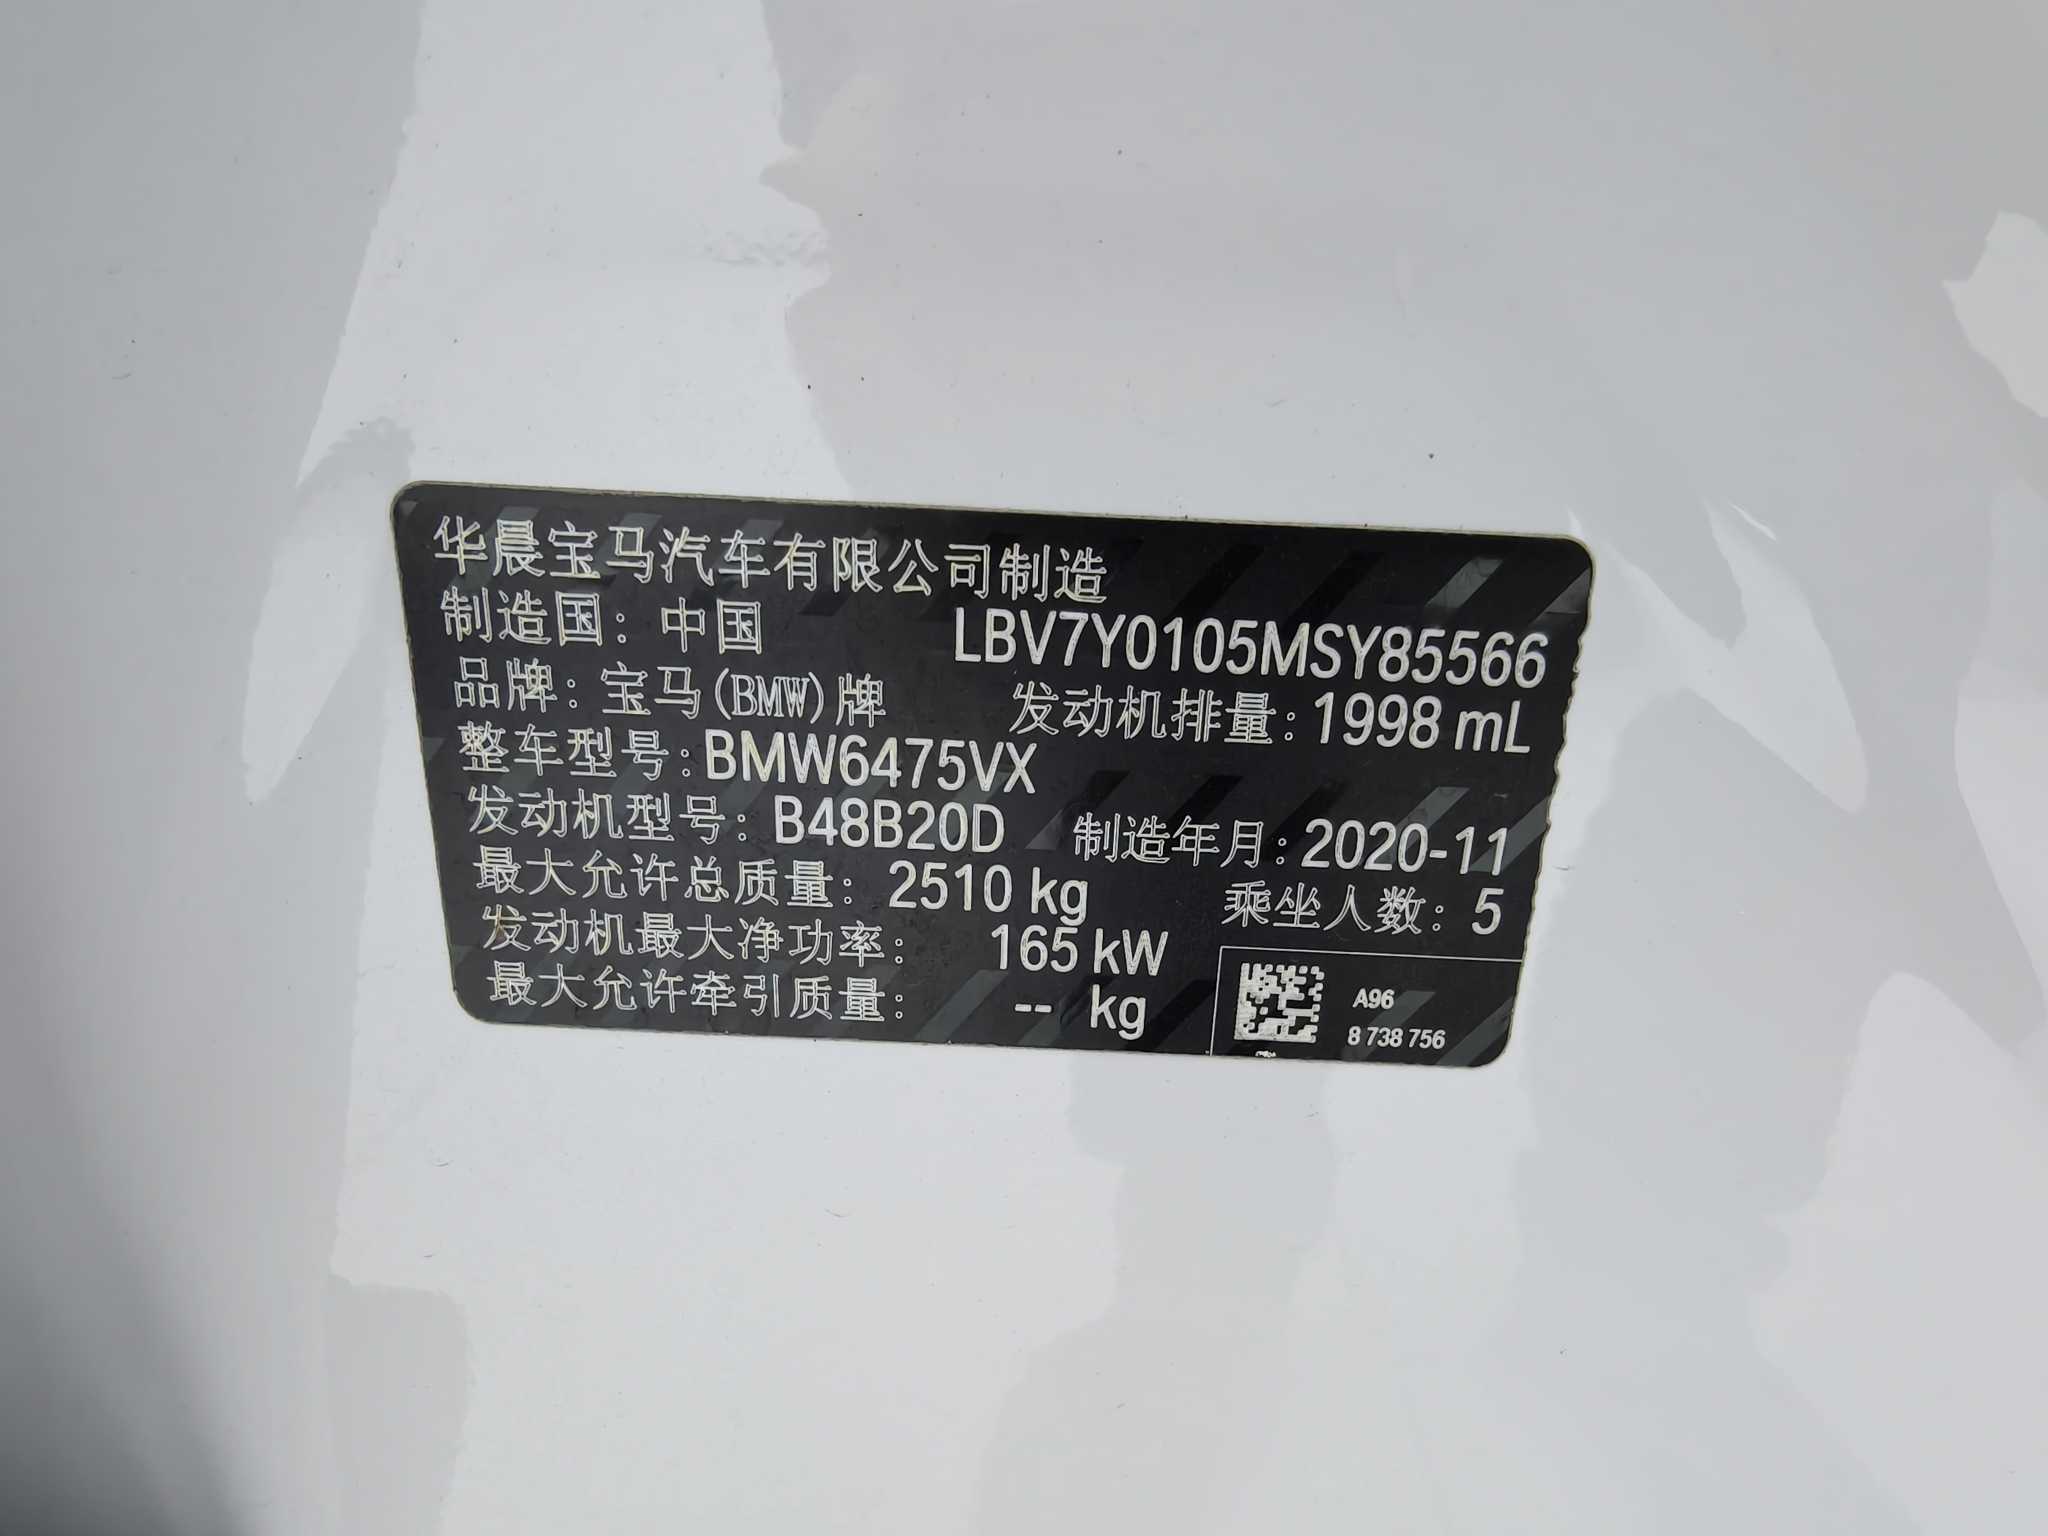 华晨宝马汽车有限公司制造
制造国：中国 LBV7Y0105MSY85566
品牌：宝马(BMW)牌 发动机排量：1998 mL
整车型号：BMW6475VX
发动机型号：B48B20D 制造年月：2020-11
最大允许总质量：2510 kg 乘坐人数：5
发动机最大净功率：165 kW
最大允许牵引质量：-- kg
A96
8 738 756